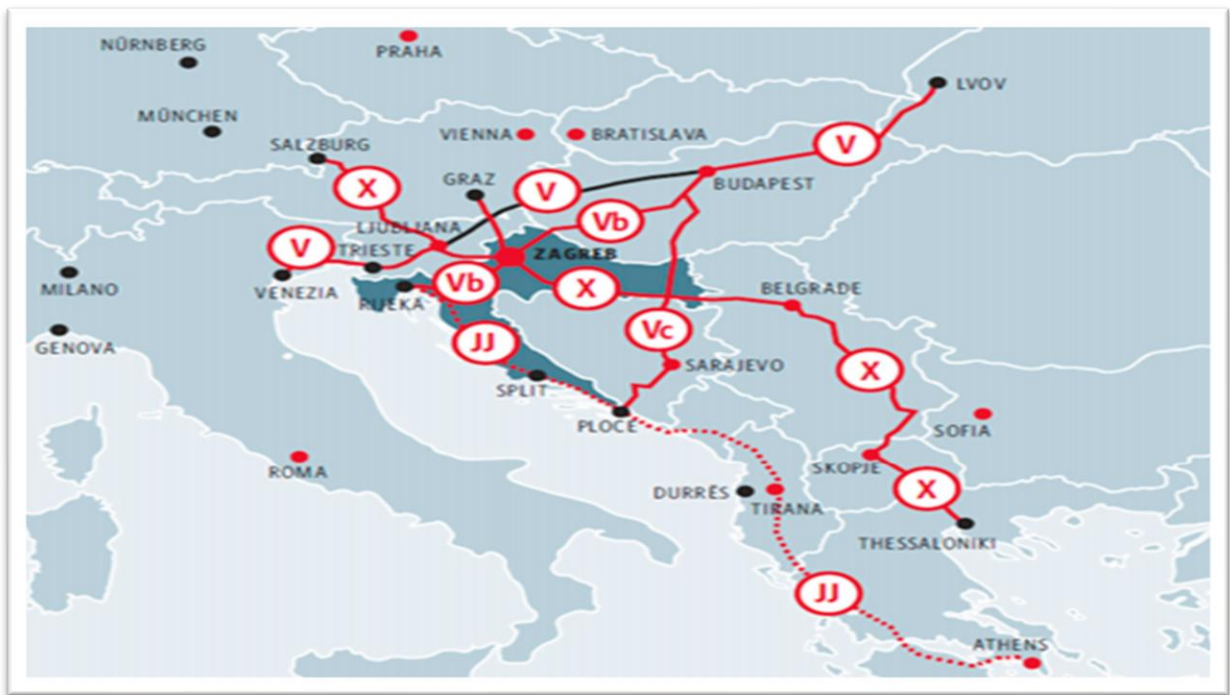 PRAHA
NÜRNBERG
LVOV
MÜNCHEN
VIENNA
BRATISLAVA
SALZBURG
V
GRAZ
BUDAPEST
X
V
Vb
LJUBLJANA
V
TRIESTE
ZAGREB
MILANO
VENEZIA
Vb
RIJEKA
X
BELGRADE
GENOVA
Vc
JJ
SARAJEVO
X
SPLIT
PLOCE
SOFIA
ROMA
SKOPJE
DURRËS
TIRANA
X
THESSALONIKI
JJ
ATHENS